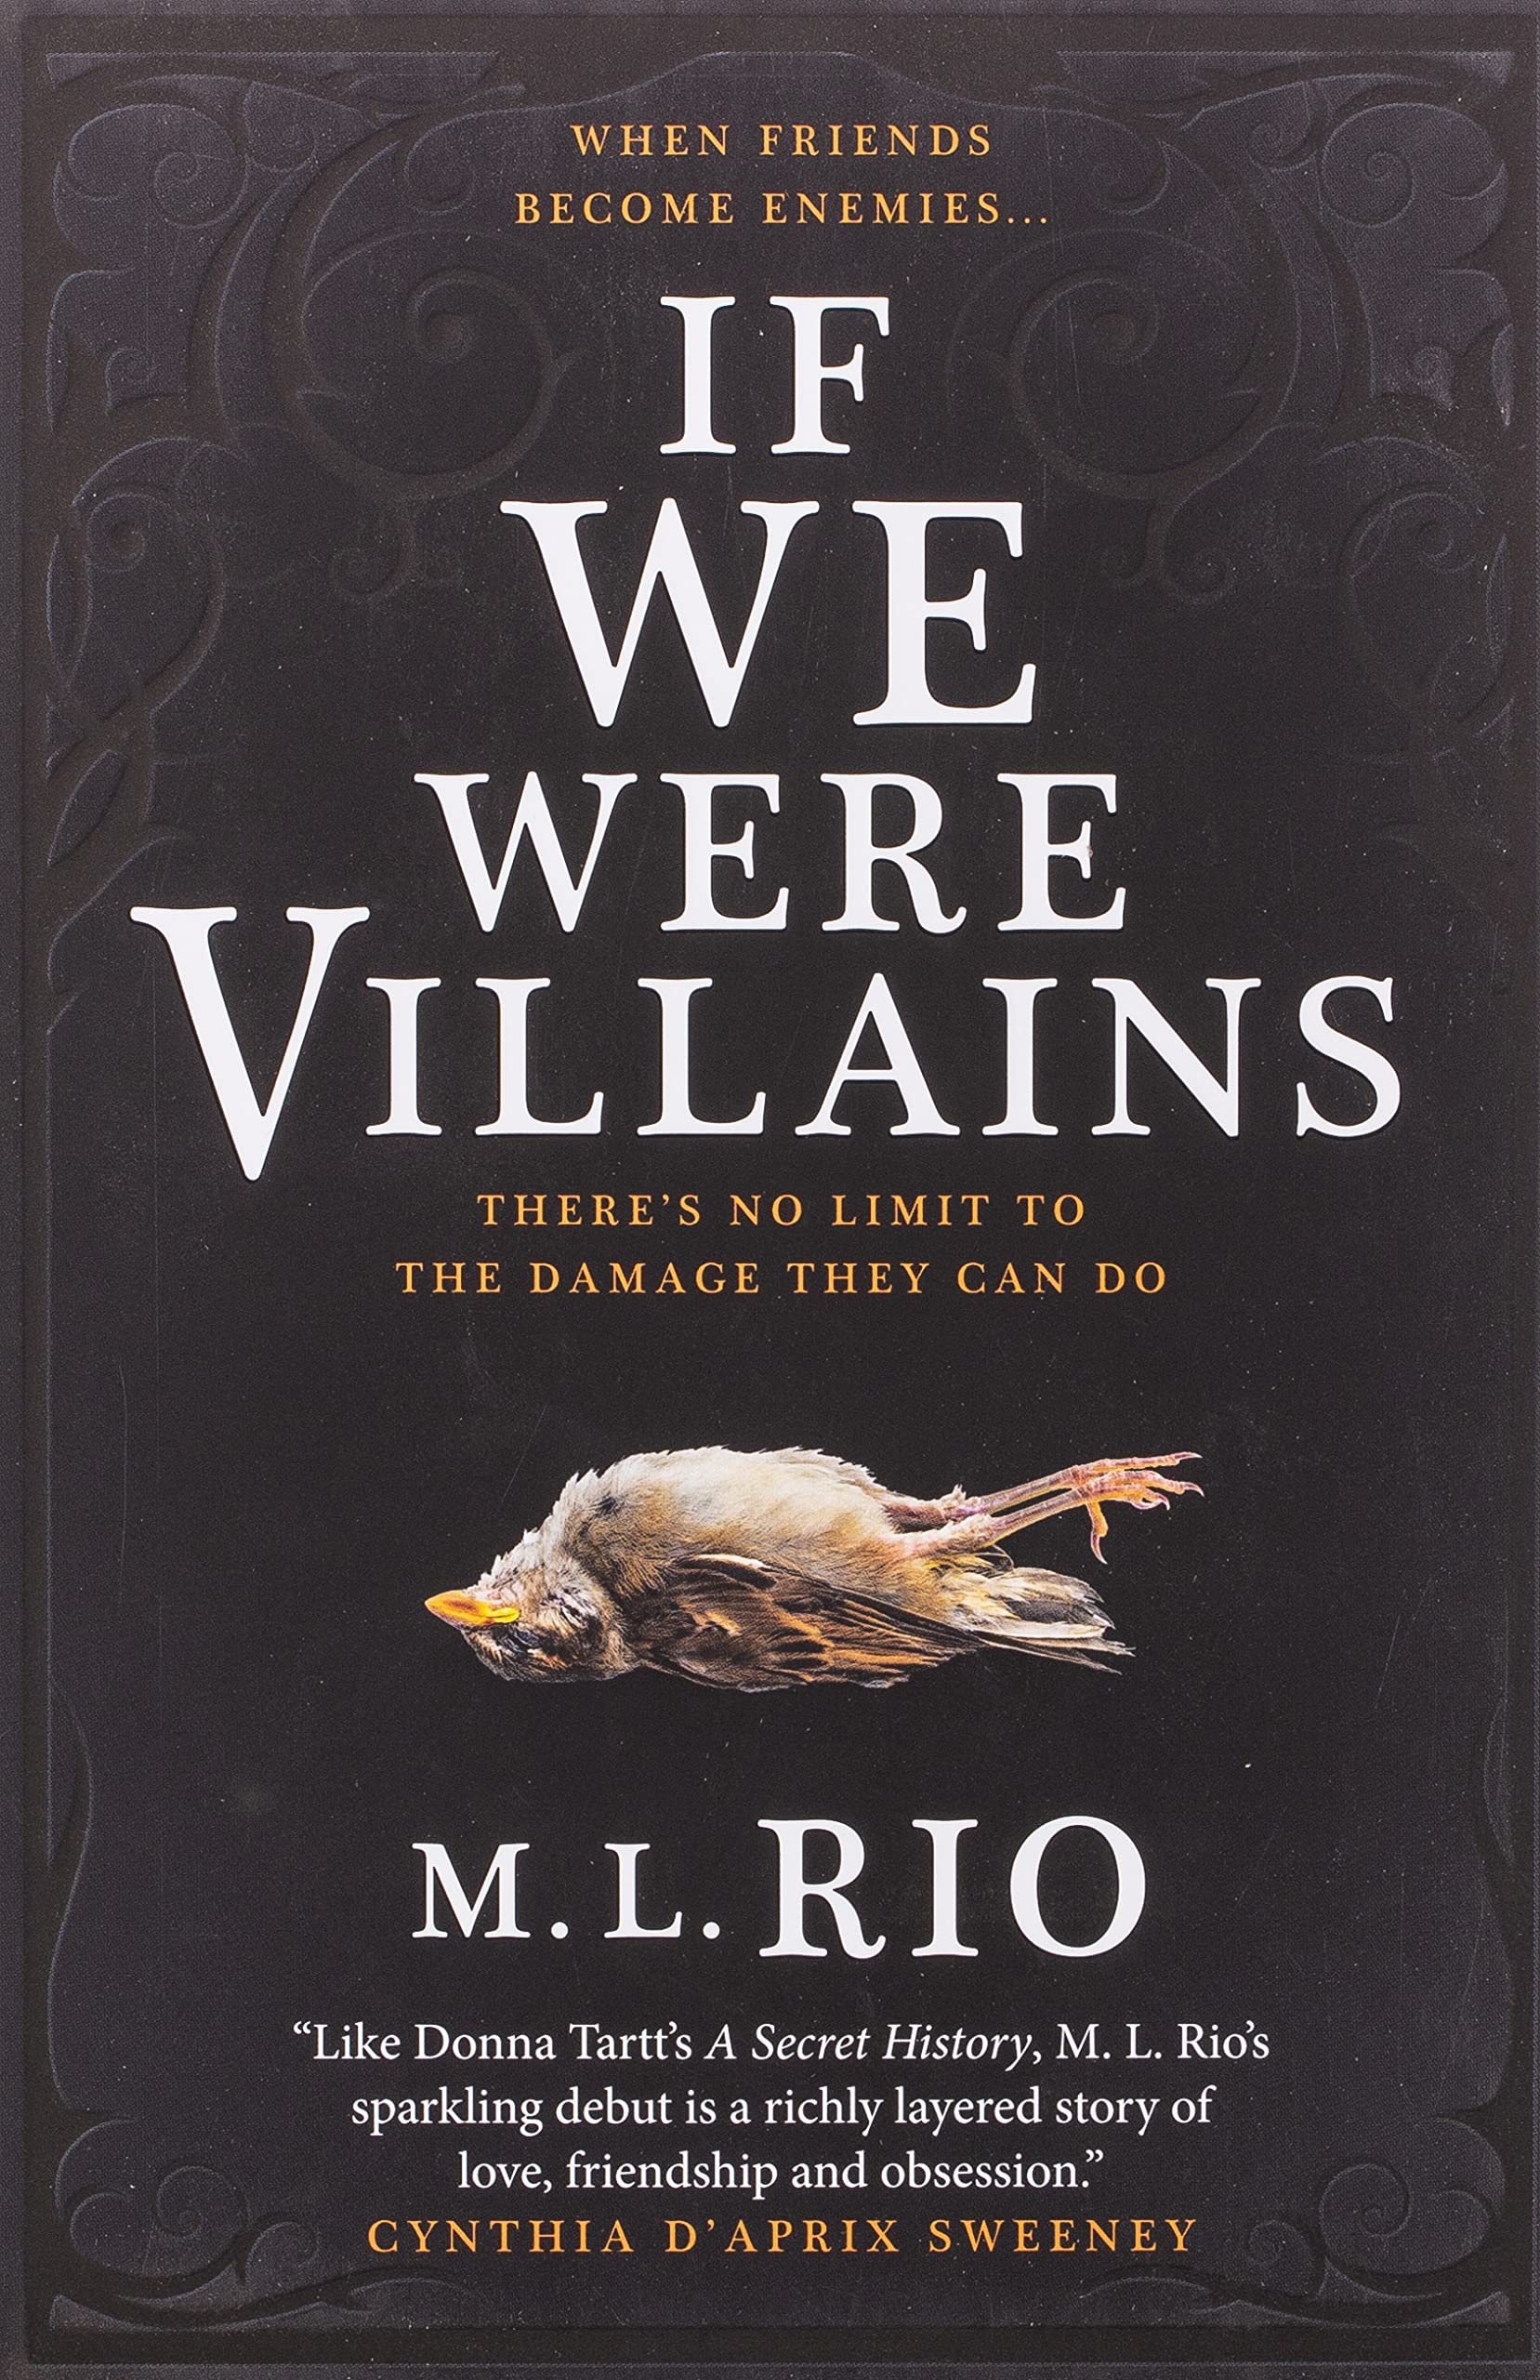 WHEN FRIENDS
BECOME ENEMIES...
IF
WE
WERE
VILLAINS
THERE'S NO LIMIT TO
THE DAMAGE THEY CAN DO
M. L. RIO
“Like Donna Tartt’s A Secret History, M. L. Rio’s
sparkling debut is a richly layered story of
love, friendship and obsession.”
CYNTHIA D’APRIX SWEENEY